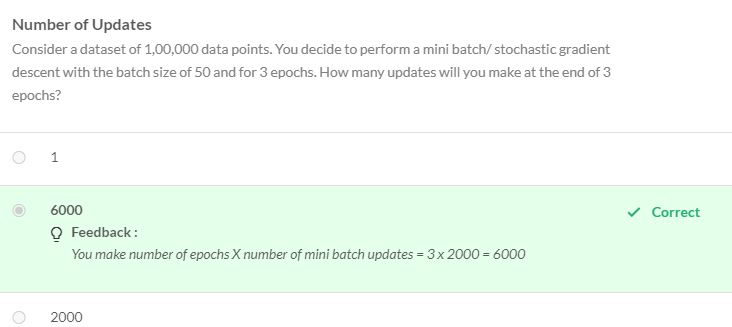 Number of Updates
Consider a dataset of 1,00,000 data points. You decide to perform a mini batch/ stochastic gradient
descent with the batch size of 50 and for 3 epochs. How many updates will you make at the end of 3
epochs?
1
6000
Correct
Feedback :
You make number of epochs X number of mini batch updates = 3 x 2000 = 6000
2000